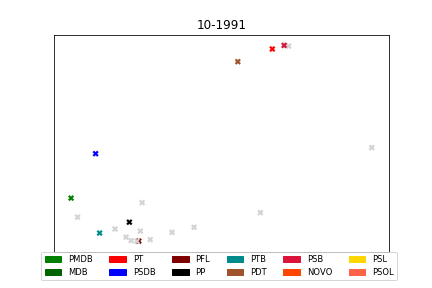 10-1991
PMDB PT PFL PTB PSB PSL
MDB PSDB PP PDT NOVO PSOL